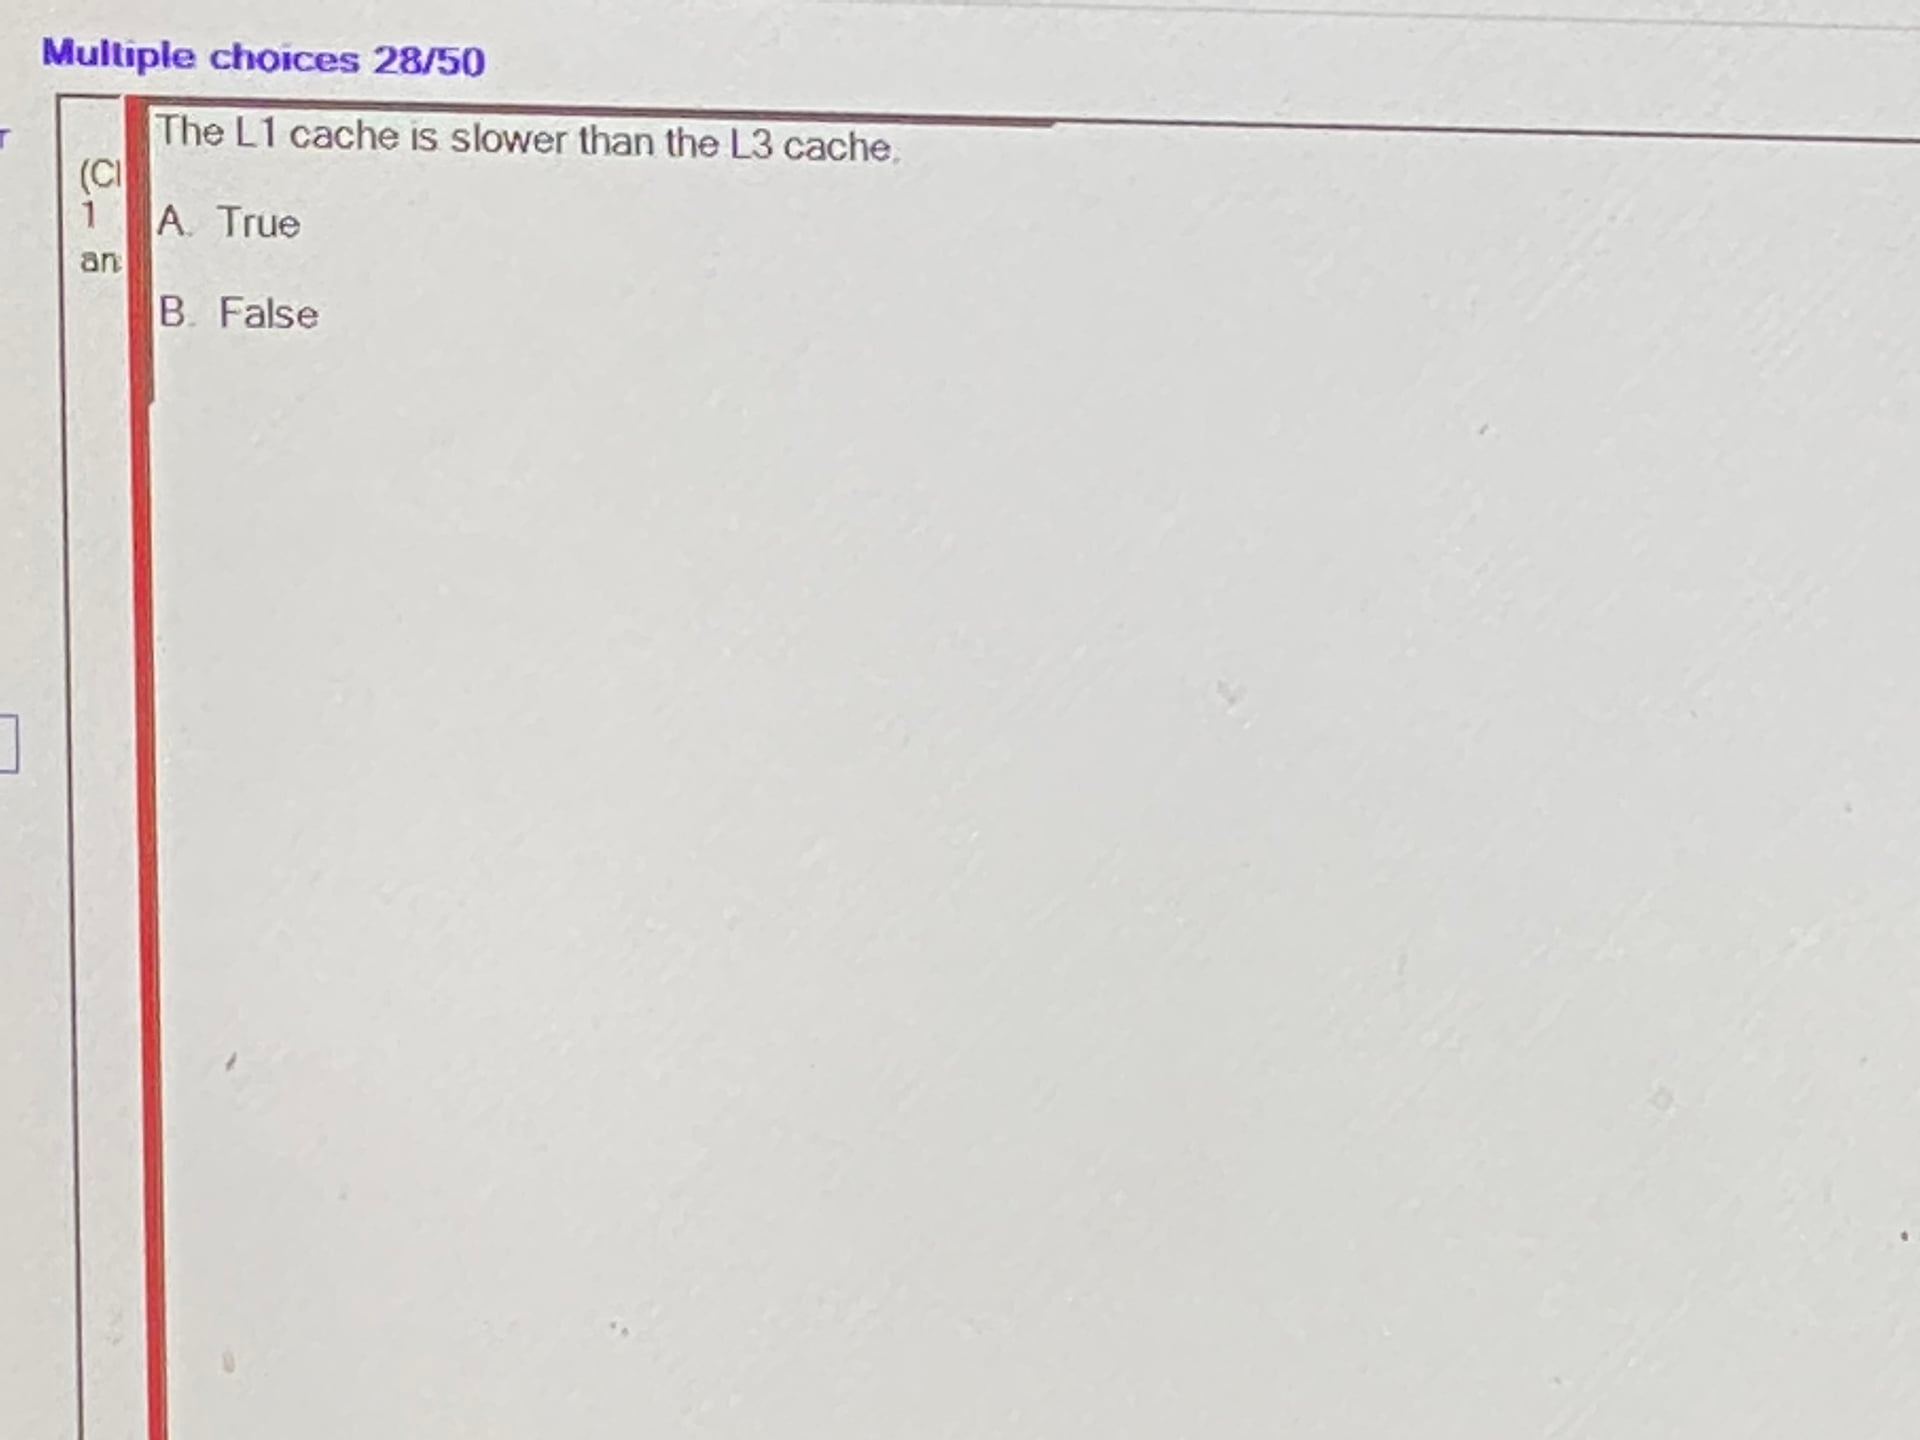 Multiple choices 28/50
The L1 cache is slower than the L3 cache.
(Cl
1
an
A. True
B. False